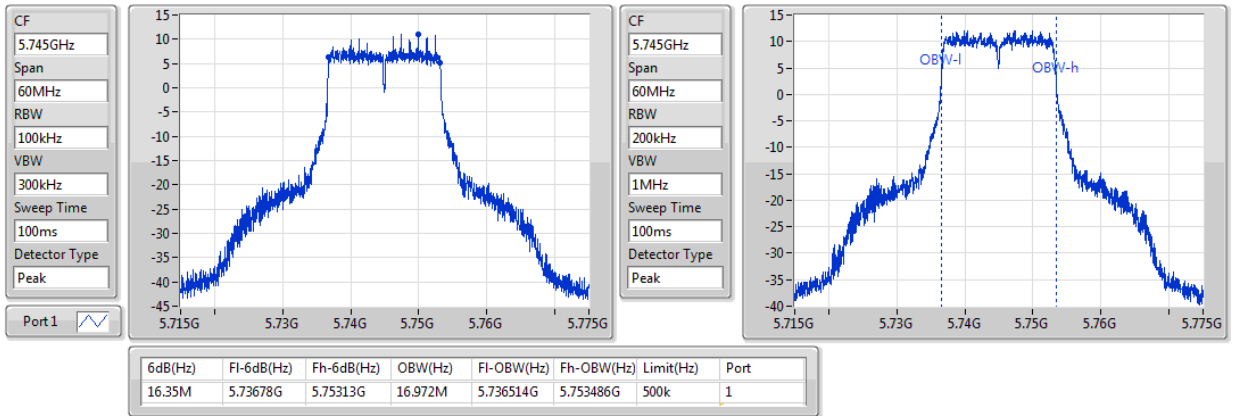 CF
5.745GHz
Span
60MHz
RBW
100kHz
VBW
300kHz
Sweep Time
100ms
Detector Type
Peak
Port 1
15
10
5
0
-5
-10
-15
-20
-25
-30
-35
-40
-45
5.715G 5.73G 5.74G 5.75G 5.76G 5.775G
CF
5.745GHz
Span
60MHz
RBW
200kHz
VBW
1MHz
Sweep Time
100ms
Detector Type
Peak
15
10
5
0
-5
-10
-15
-20
-25
-30
-35
-40
OBW-l
OBW-h
5.715G 5.73G 5.74G 5.75G 5.76G 5.775G
6dB(Hz) Fl-6dB(Hz) Fh-6dB(Hz) OBW(Hz) Fl-OBW(Hz) Fh-OBW(Hz) Limit(Hz) Port
16.35M 5.73678G 5.75313G 16.972M 5.736514G 5.753486G 500k 1